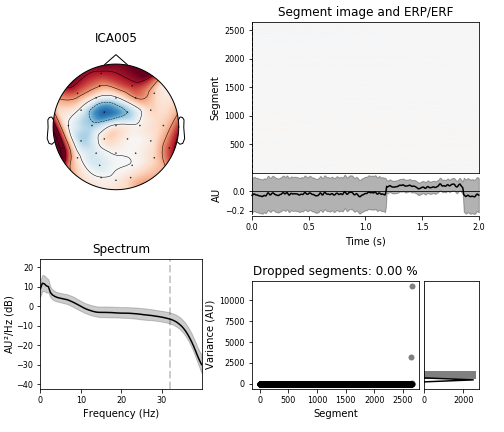 ICA005
Segment image and ERP/ERF
Segment
2500
2000
1500
1000
500
AU
0.0
−0.2
0.0 0.5 1.0 1.5 2.0
Time (s)
Spectrum
AU²/Hz (dB)
20
10
0
−10
−20
−30
−40
0 10 20 30
Frequency (Hz)
Dropped segments: 0.00 %
Variance (AU)
10000
7500
5000
2500
0
0 500 1000 1500 2000 2500
Segment
0 2000